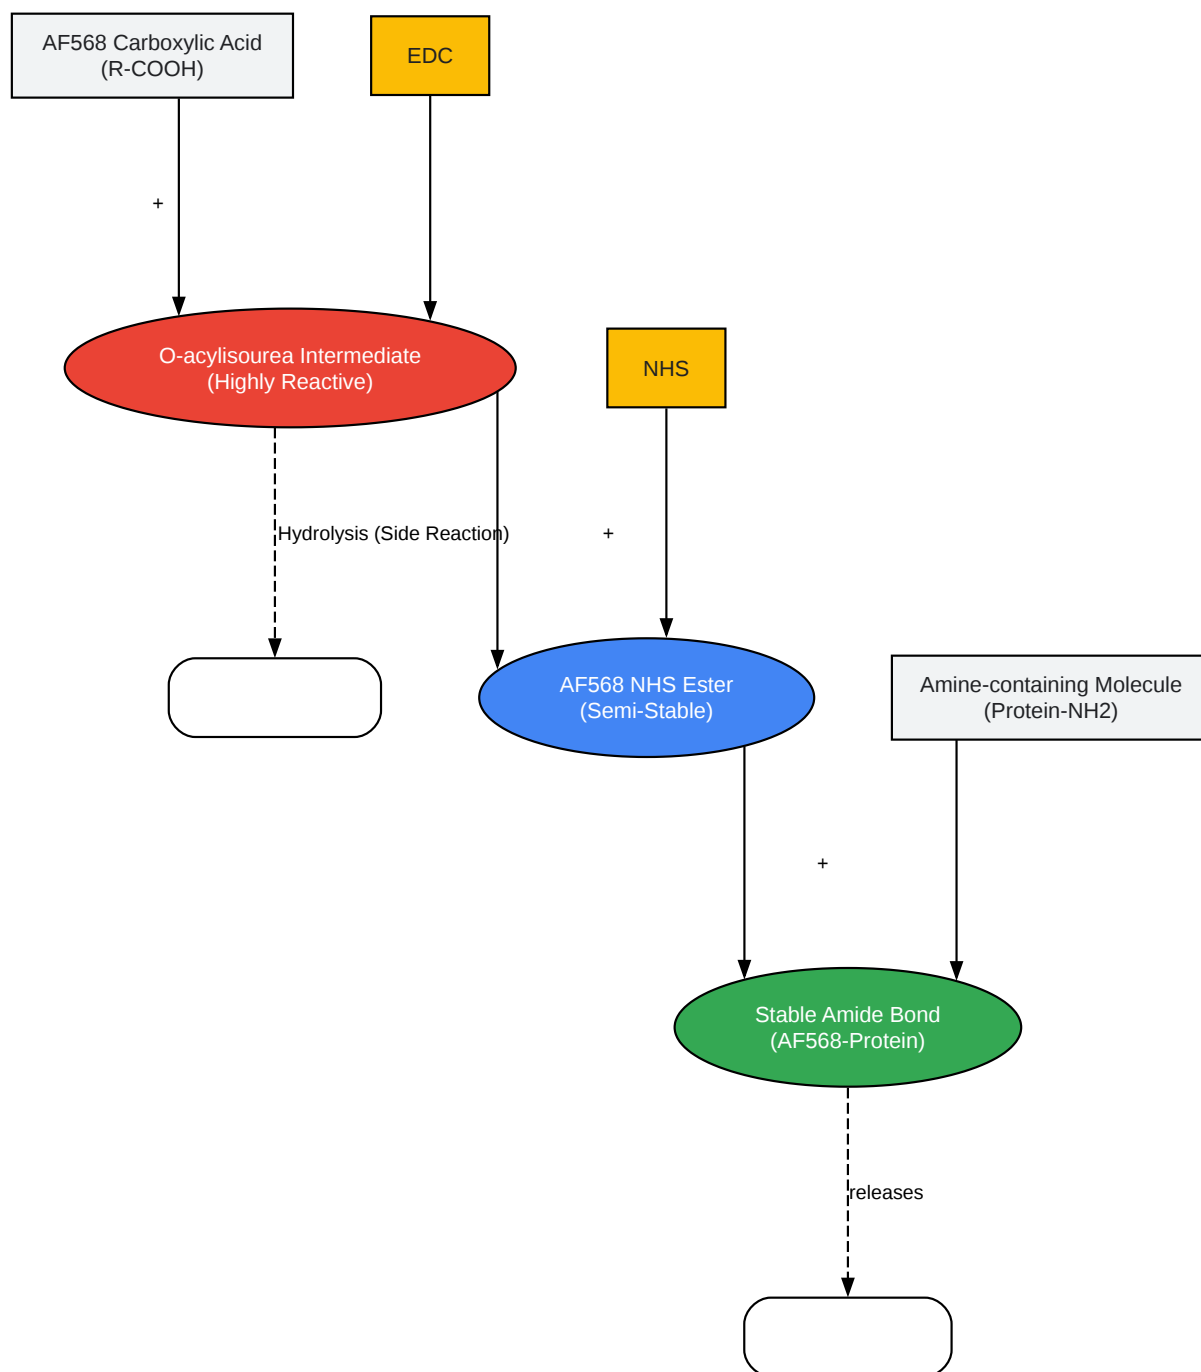 AF568 Carboxylic Acid
(R-COOH)
EDC
+
O-acylisourea Intermediate
(Highly Reactive)
NHS
Hydrolysis (Side Reaction)
+
AF568 NHS Ester
(Semi-Stable)
Amine-containing Molecule
(Protein-NH2)
+
Stable Amide Bond
(AF568-Protein)
releases